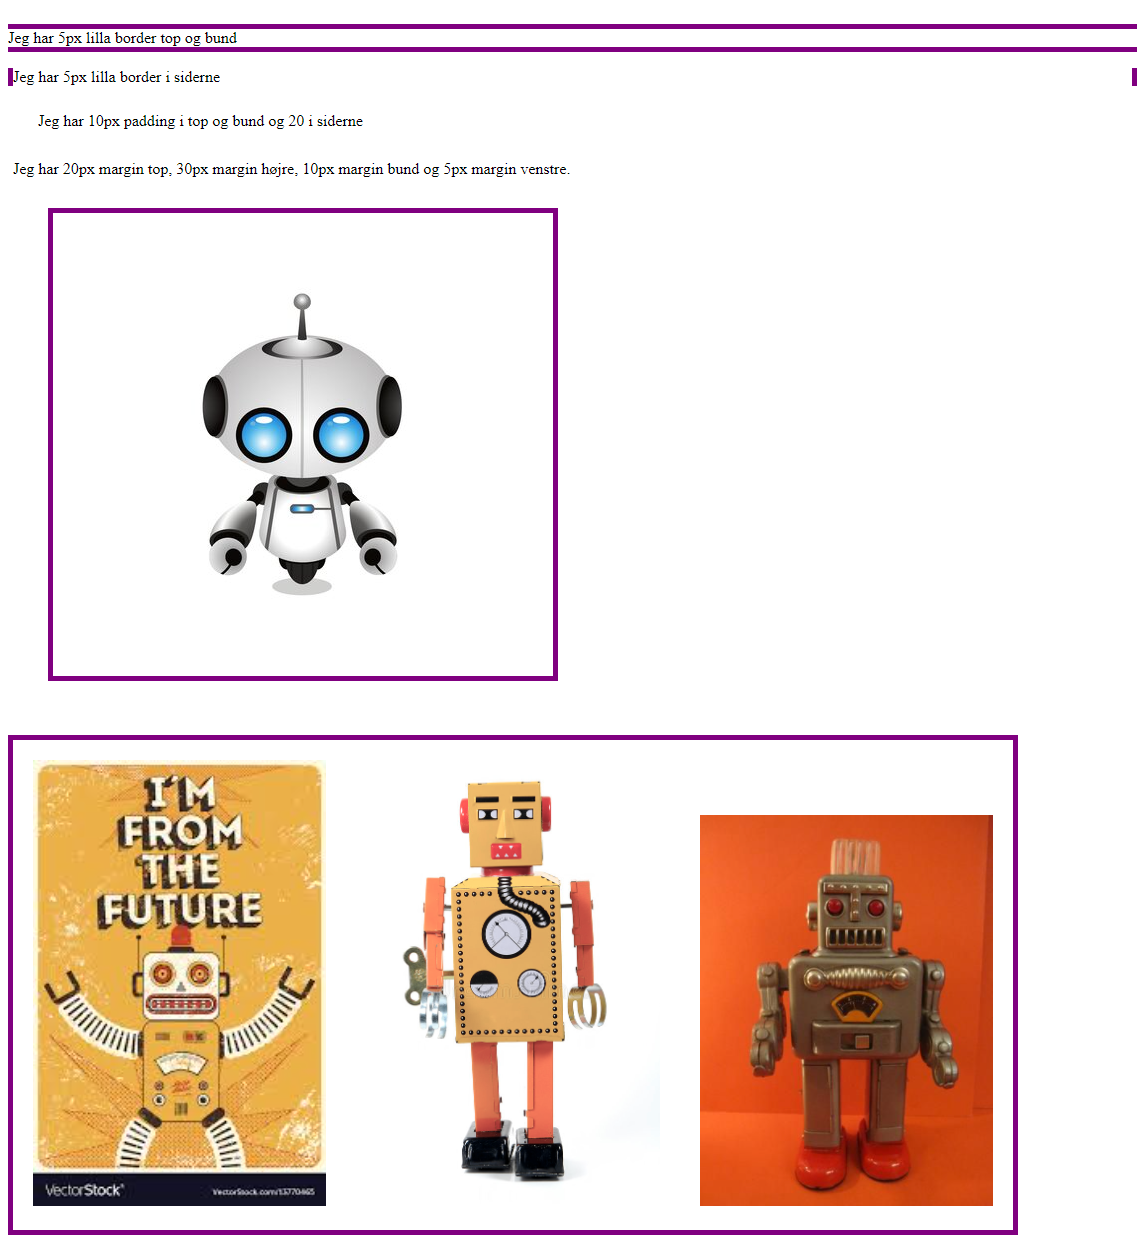 Jeg har 5px lilla border top og bund
Jeg har 5px lilla border i siderne
Jeg har 10px padding i top og bund og 20 i siderne
Jeg har 20px margin top, 30px margin højre, 10px margin bund og 5px margin venstre.
I'M
FROM
THE
FUTURE
VectorStock®
VectorStock.com/13770465